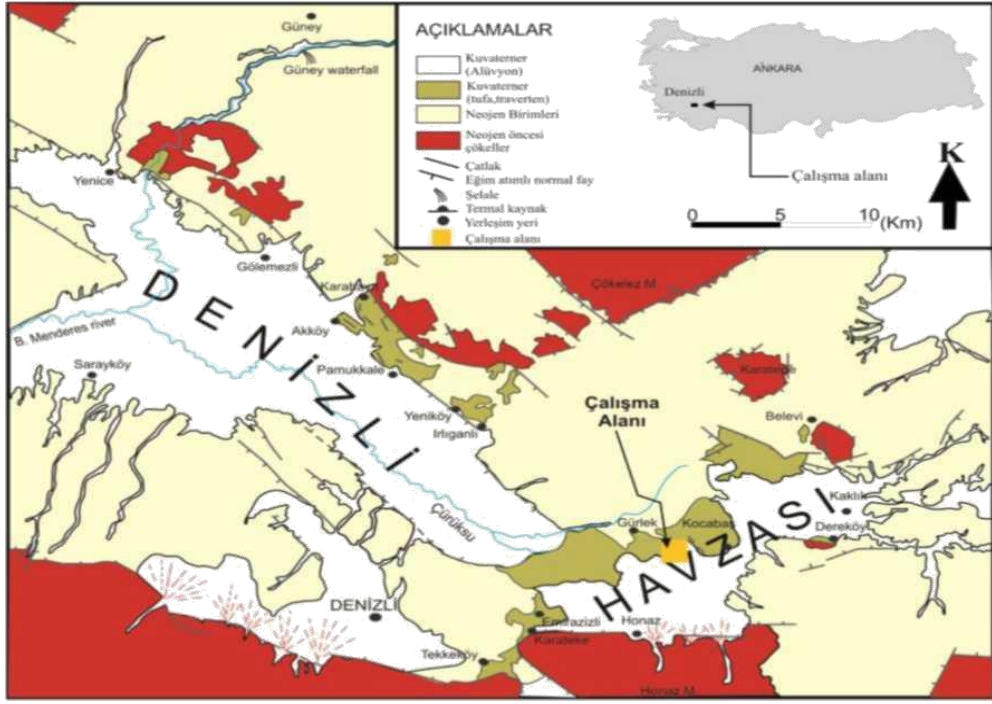 Güney
Güney waterfall
Yenice
Gölemezli
DENİZLİ
Karahayıt
Akköy
B. Menderes river
Sarayköy
Pamukkale
Yeniköy
Irlıganlı
Çürüksu
DENİZLİ
Tekkeköy
Emirazizli
Karateke
Honaz
Honaz M.
HAVZASI
Gürlek
Kocabaş
Çalışma
Alanı
Çökelez M.
Belevi
Kaklık
Dereköy
AÇIKLAMALAR
Kuvaterner
(Alüvyon)
Kuvaterner
(tufa,traverten)
Neojen Birimleri
Neojen öncesi
çökeller
Çatlak
Eğim atımlı normal fay
Şelale
Termal kaynak
Yerleşim yeri
Çalışma alanı
ANKARA
Denizli
Çalışma alanı
K
0 5 10 (Km)